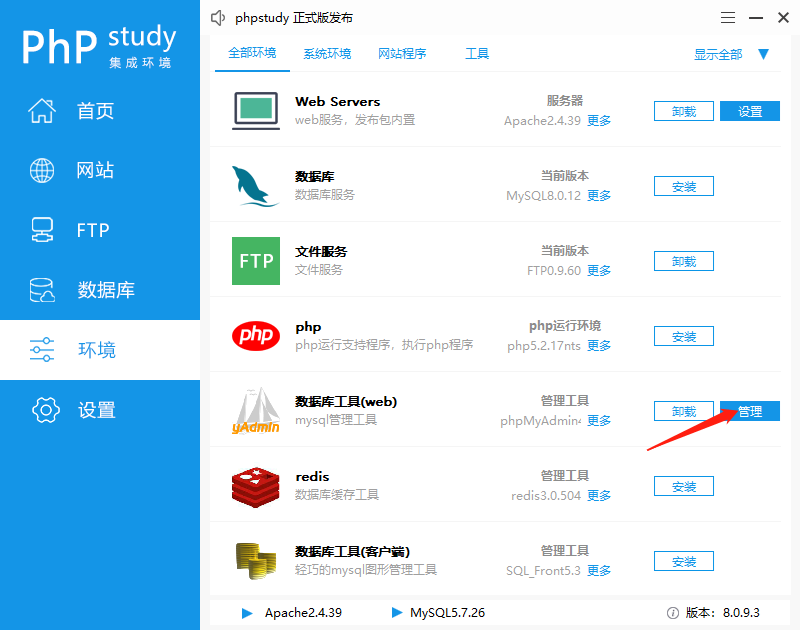 PhP study
集成环境
首页
网站
FTP
数据库
环境
设置
phpstudy 正式版发布
全部环境 系统环境 网站程序 工具 显示全部
Web Servers
web服务，发布包内置
服务器
Apache2.4.39 更多
卸载 设置
数据库
数据库服务
当前版本
MySQL8.0.12 更多
安装
FTP
文件服务
文件服务
当前版本
FTP0.9.60 更多
卸载
php
php
php运行支持程序，执行php程序
php运行环境
php5.2.17nts 更多
安装
yAdmin
数据库工具(web)
mysql管理工具
管理工具
phpMyAdmin4 更多
卸载 管理
redis
数据库缓存工具
管理工具
redis3.0.504 更多
安装
数据库工具(客户端)
轻巧的mysql图形管理工具
管理工具
SQL_Front5.3 更多
安装
Apache2.4.39 MySQL5.7.26 版本：8.0.9.3